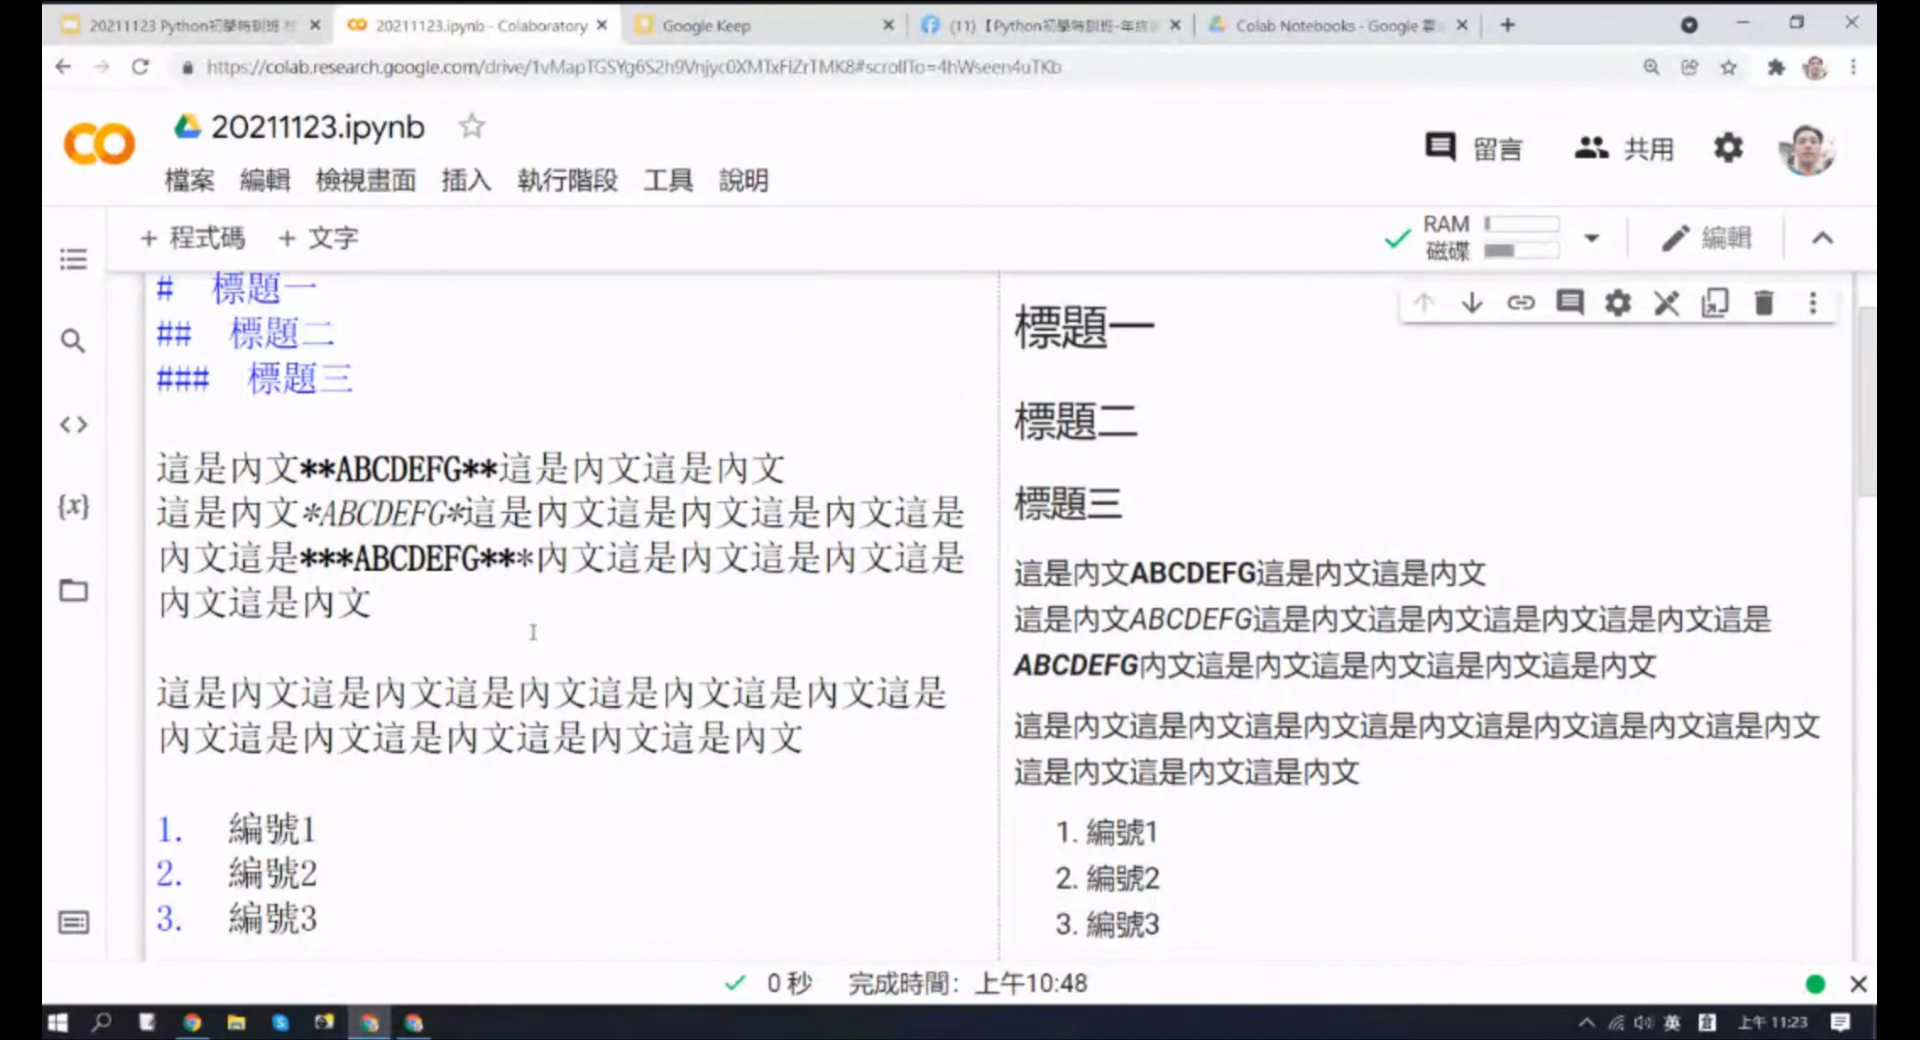 20211123 Python初學特訓班
20211123.ipynb - Colaboratory
Google Keep
(11)【Python初學特訓班-年終
Colab Notebooks - Google 雲
https://colab.research.google.com/drive/
20211123.ipynb
留言
共用
檔案 編輯 檢視畫面 插入 執行階段 工具 說明
+ 程式碼 + 文字
RAM
磁碟
編輯
# 標題一
## 標題二
### 標題三
這是內文**ABCDEFG**這是內文這是內文
這是內文*ABCDEFG*這是內文這是內文這是內文這是
內文這是***ABCDEFG***內文這是內文這是內文這是
內文這是內文
這是內文這是內文這是內文這是內文這是內文這是
內文這是內文這是內文這是內文這是內文
1. 編號1
2. 編號2
3. 編號3
標題一
標題二
標題三
這是內文ABCDEFG這是內文這是內文
這是內文ABCDEFG這是內文這是內文這是內文這是內文這是
ABCDEFG內文這是內文這是內文這是內文這是內文
這是內文這是內文這是內文這是內文這是內文這是內文這是內文
這是內文這是內文這是內文
1. 編號1
2. 編號2
3. 編號3
0 秒 完成時間：上午10:48
英
上午 11:23